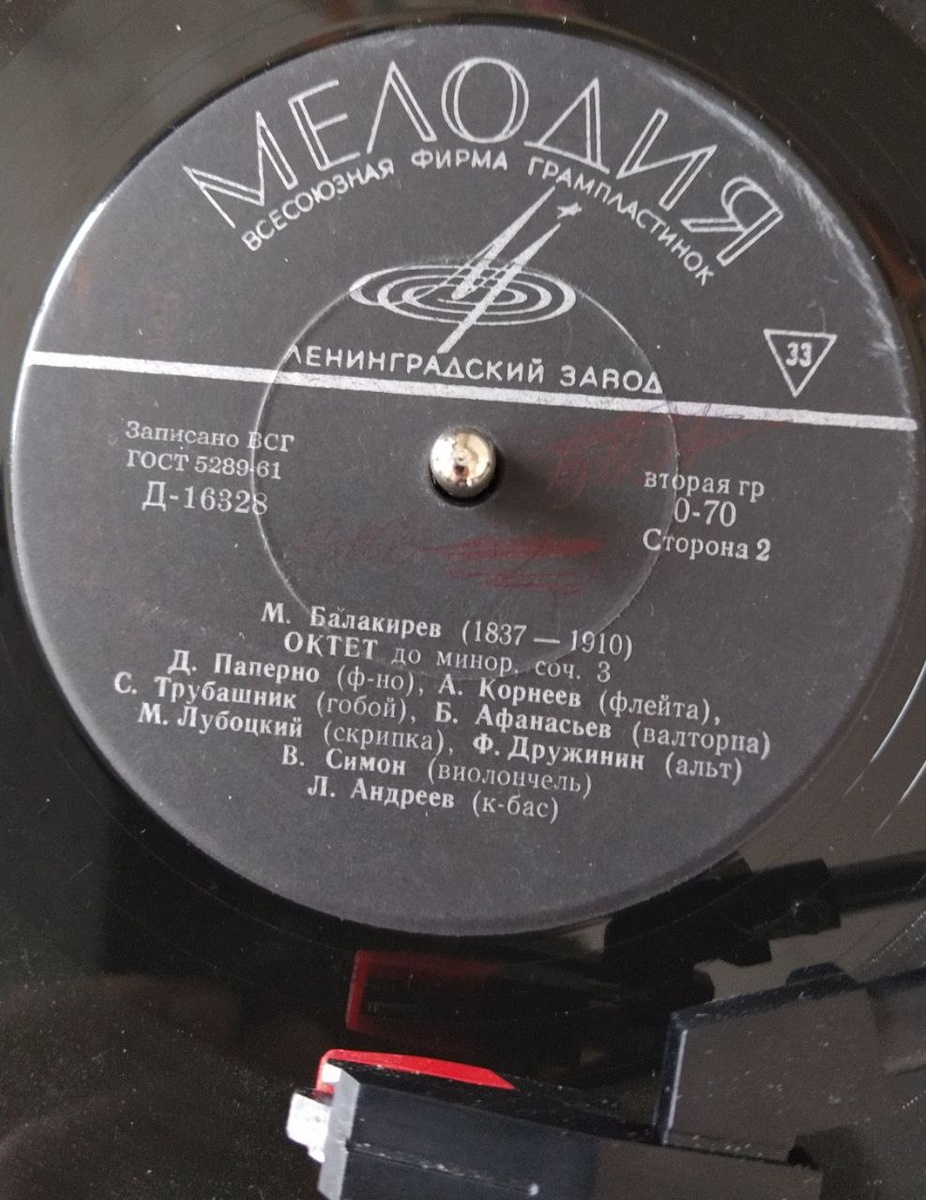 МЕЛОДИЯ
ВСЕСОЮЗНАЯ ФИРМА ГРАМПЛАСТИНОК
ЛЕНИНГРАДСКИЙ ЗАВОД
33
Записано ВСГ
ГОСТ 5289-61
Д-16328
вторая гр
0-70
Сторона 2
М. Балакирев (1837 — 1910)
ОКТЕТ до минор, соч. 3
Д. Паперно (ф-но), А. Корнеев (флейта),
С. Трубашник (гобой), Б. Афанасьев (валторна)
М. Лубоцкий (скрипка), Ф. Дружинин (альт)
В. Симон (виолончель)
Л. Андреев (к-бас)